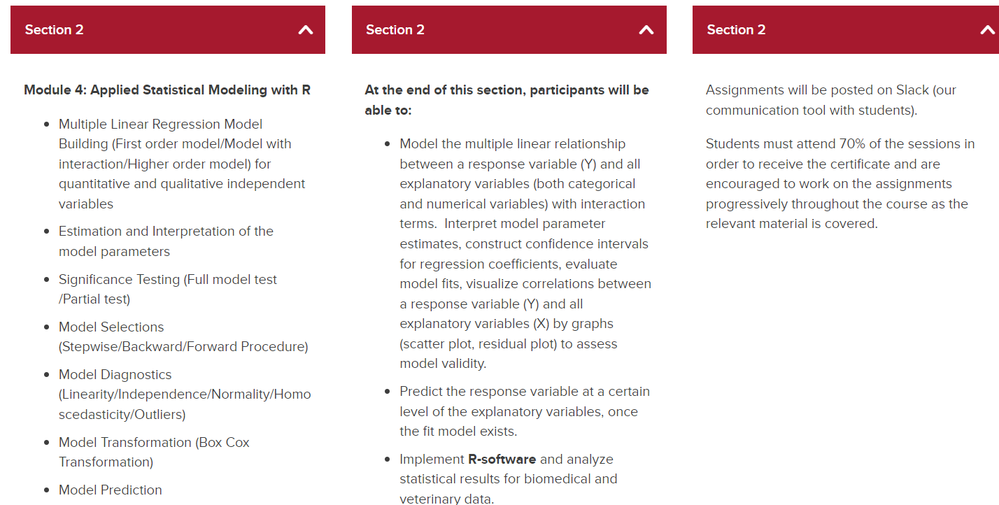 Section 2
Module 4: Applied Statistical Modeling with R
• Multiple Linear Regression Model
Building (First order model/Model with
interaction/Higher order model) for
quantitative and qualitative independent
variables
• Estimation and Interpretation of the
model parameters
• Significance Testing (Full model test
/Partial test)
• Model Selections
(Stepwise/Backward/Forward Procedure)
• Model Diagnostics
(Linearity/Independence/Normality/Homo
scedasticity/Outliers)
• Model Transformation (Box Cox
Transformation)
• Model Prediction
Section 2
At the end of this section, participants will be
able to:
• Model the multiple linear relationship
between a response variable (Y) and all
explanatory variables (both categorical
and numerical variables) with interaction
terms.  Interpret model parameter
estimates, construct confidence intervals
for regression coefficients, evaluate
model fits, visualize correlations between
a response variable (Y) and all
explanatory variables (X) by graphs
(scatter plot, residual plot) to assess
model validity.
• Predict the response variable at a certain
level of the explanatory variables, once
the fit model exists.
• Implement R-software and analyze
statistical results for biomedical and
veterinary data.
Section 2
Assignments will be posted on Slack (our
communication tool with students).
Students must attend 70% of the sessions in
order to receive the certificate and are
encouraged to work on the assignments
progressively throughout the course as the
relevant material is covered.